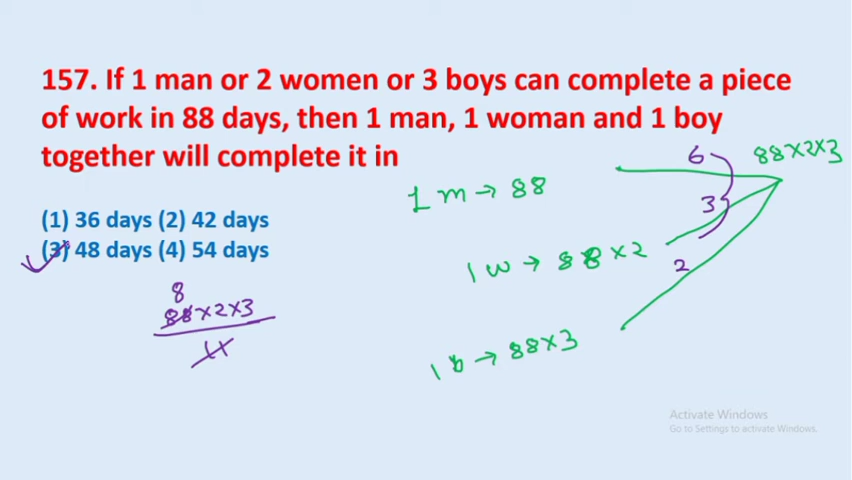 157. If 1 man or 2 women or 3 boys can complete a piece
of work in 88 days, then 1 man, 1 woman and 1 boy
together will complete it in
(1) 36 days (2) 42 days
(3) 48 days (4) 54 days
8
88×2×3
11
1 m → 88
1 w → 88 × 2
1 b → 88×3
6
3
2
88×2×3
Activate Windows
Go to Settings to activate Windows.